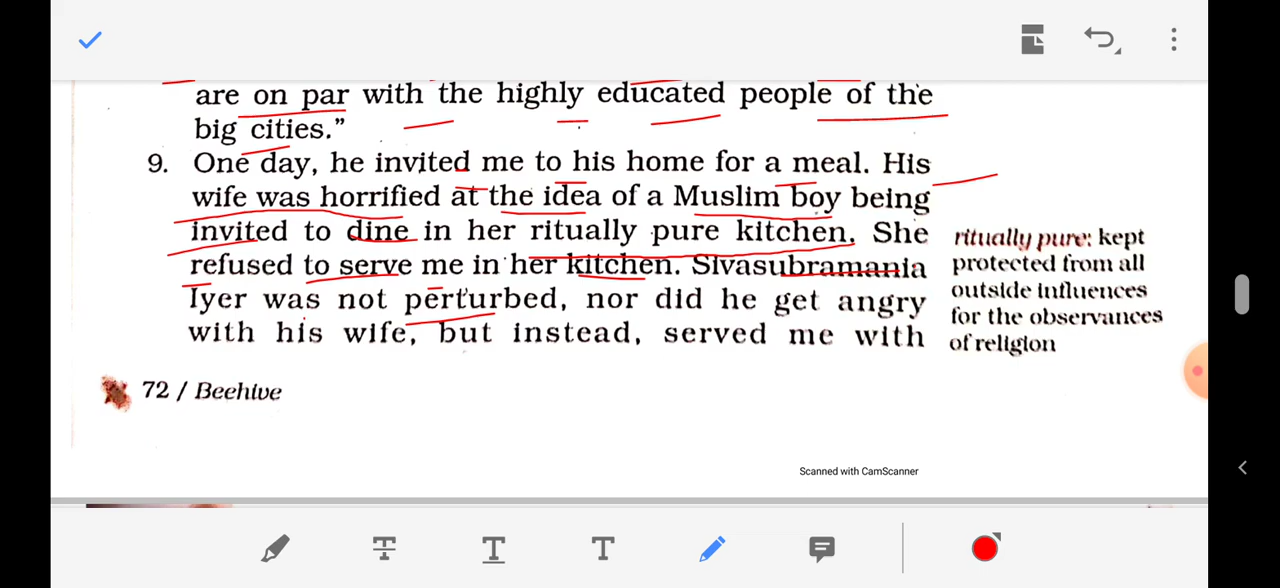 are on par with the highly educated people of the
big cities.”
9. One day, he invited me to his home for a meal. His
wife was horrified at the idea of a Muslim boy being
invited to dine in her ritually pure kitchen. She
refused to serve me in her kitchen. Sivasubramania
Iyer was not perturbed, nor did he get angry
with his wife, but instead, served me with
ritually pure: kept
protected from all
outside influences
for the observances
of religion
72 / Beehive
Scanned with CamScanner
T T T